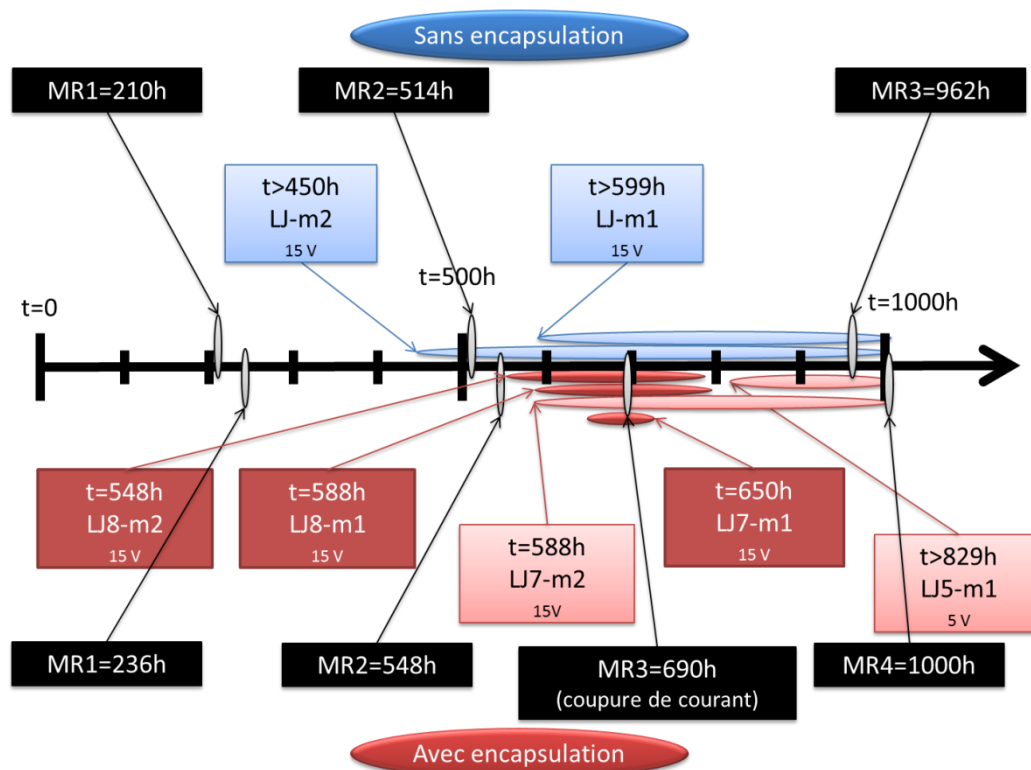 Sans encapsulation
MR1=210h
MR2=514h
MR3=962h
t>450h
LJ-m2
15 V
t>599h
LJ-m1
15 V
t=0
t=500h
t=1000h
t=548h
LJ8-m2
15 V
t=588h
LJ8-m1
15 V
t=588h
LJ7-m2
15V
t=650h
LJ7-m1
15 V
t>829h
LJ5-m1
5 V
MR1=236h
MR2=548h
MR3=690h
(coupure de courant)
MR4=1000h
Avec encapsulation